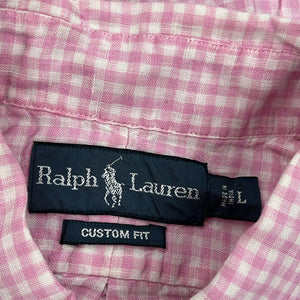 Ralph Lauren
L
MADE IN
INDIA
CUSTOM FIT